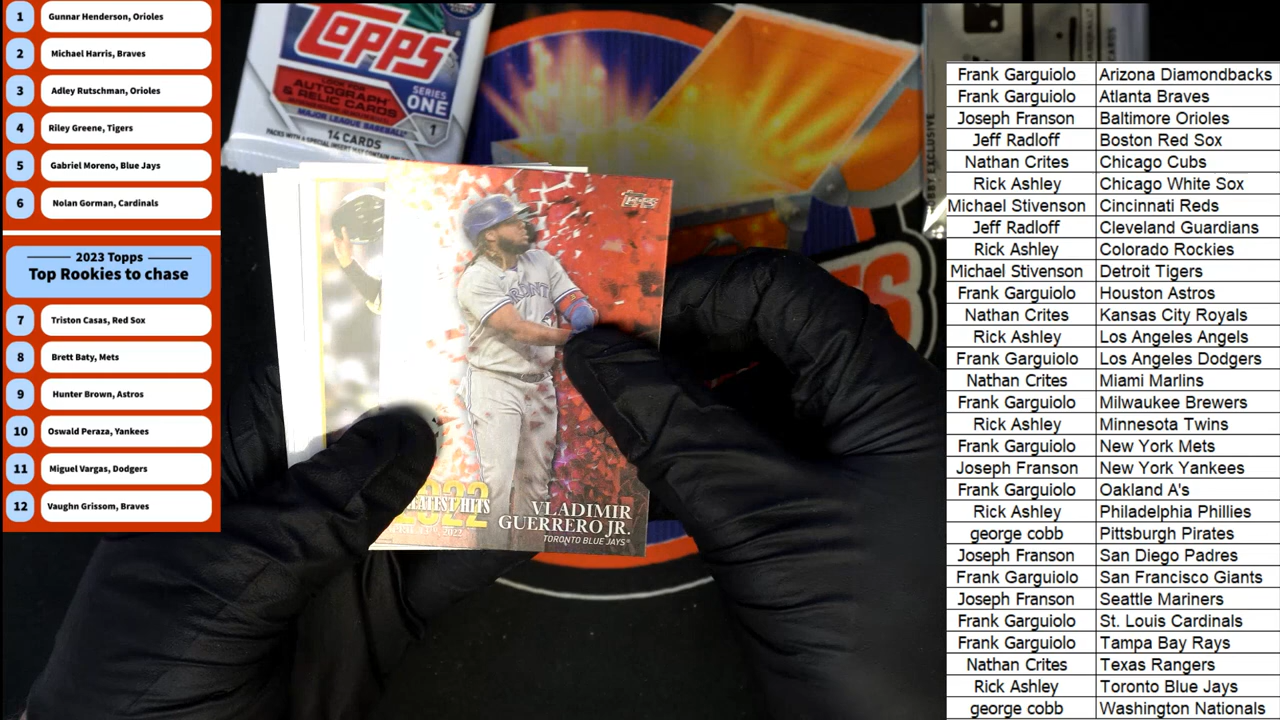 1 Gunnar Henderson, Orioles
2 Michael Harris, Braves
3 Adley Rutschman, Orioles
4 Riley Greene, Tigers
5 Gabriel Moreno, Blue Jays
6 Nolan Gorman, Cardinals
2023 Topps
Top Rookies to chase
7 Triston Casas, Red Sox
8 Brett Baty, Mets
9 Hunter Brown, Astros
10 Oswald Peraza, Yankees
11 Miguel Vargas, Dodgers
12 Vaughn Grissom, Braves
Topps
AUTOGRAPH
& RELIC CARDS
SERIES
ONE
MAJOR LEAGUE BASEBALL
1
14 CARDS
Topps
2022
VLADIMIR
GUERRERO JR.
TORONTO BLUE JAYS
Frank Garguiolo Arizona Diamondbacks
Frank Garguiolo Atlanta Braves
Joseph Franson Baltimore Orioles
Jeff Radloff Boston Red Sox
Nathan Crites Chicago Cubs
Rick Ashley Chicago White Sox
Michael Stivenson Cincinnati Reds
Jeff Radloff Cleveland Guardians
Rick Ashley Colorado Rockies
Michael Stivenson Detroit Tigers
Frank Garguiolo Houston Astros
Nathan Crites Kansas City Royals
Rick Ashley Los Angeles Angels
Frank Garguiolo Los Angeles Dodgers
Nathan Crites Miami Marlins
Frank Garguiolo Milwaukee Brewers
Rick Ashley Minnesota Twins
Frank Garguiolo New York Mets
Joseph Franson New York Yankees
Frank Garguiolo Oakland A's
Rick Ashley Philadelphia Phillies
george cobb Pittsburgh Pirates
Joseph Franson San Diego Padres
Frank Garguiolo San Francisco Giants
Joseph Franson Seattle Mariners
Frank Garguiolo St. Louis Cardinals
Frank Garguiolo Tampa Bay Rays
Nathan Crites Texas Rangers
Rick Ashley Toronto Blue Jays
george cobb Washington Nationals